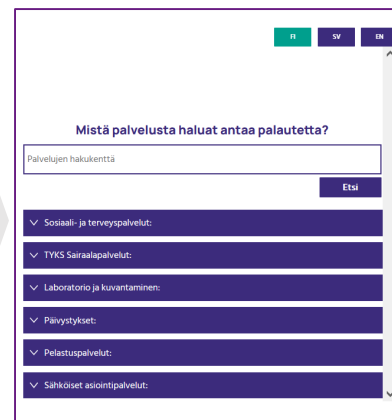 FI SV EN
Mistä palvelusta haluat antaa palautetta?
Palvelujen hakukenttä
Etsi
Sosiaali- ja terveyspalvelut:
TYKS Sairaalapalvelut:
Laboratorio ja kuvantaminen:
Päivystykset:
Pelastuspalvelut:
Sähköiset asiointipalvelut: